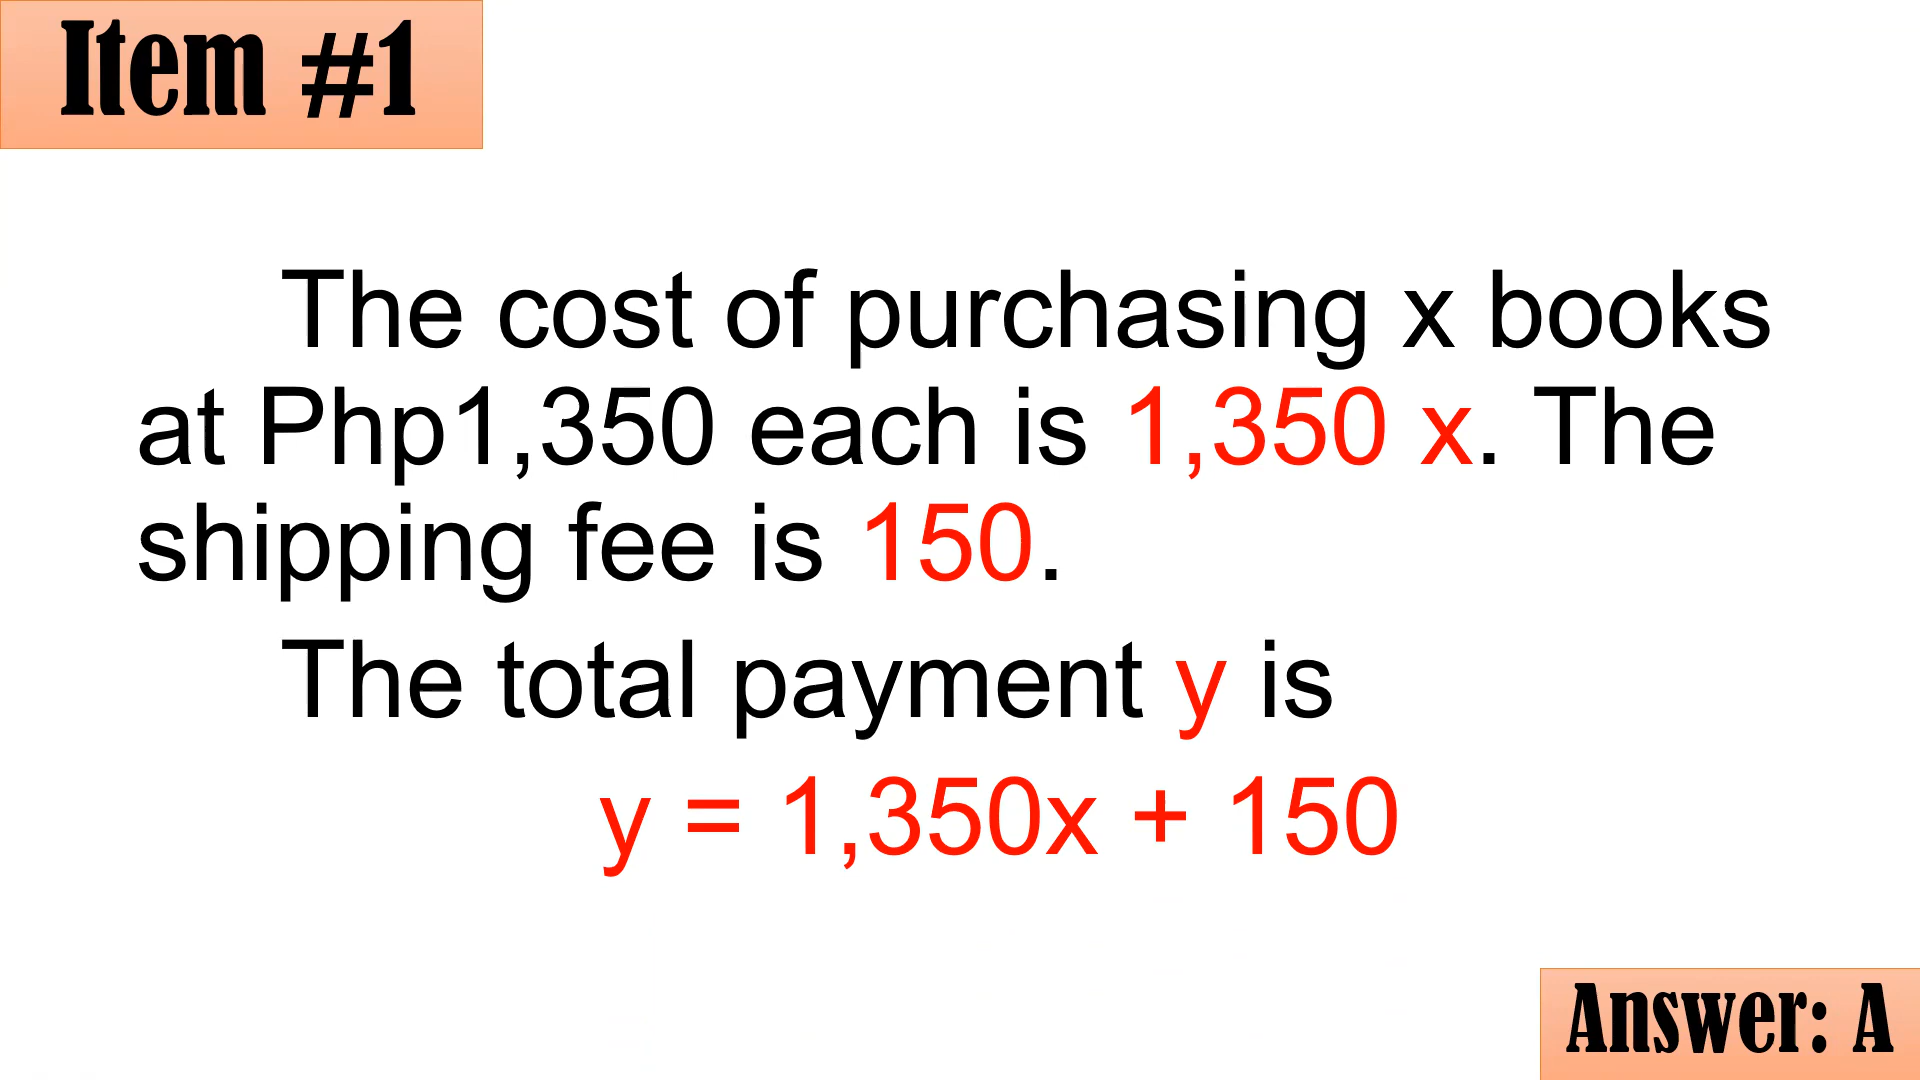 Item #1
The cost of purchasing x books
at Php1,350 each is 1,350 x. The
shipping fee is 150.
The total payment y is
y = 1,350x + 150
Answer: A